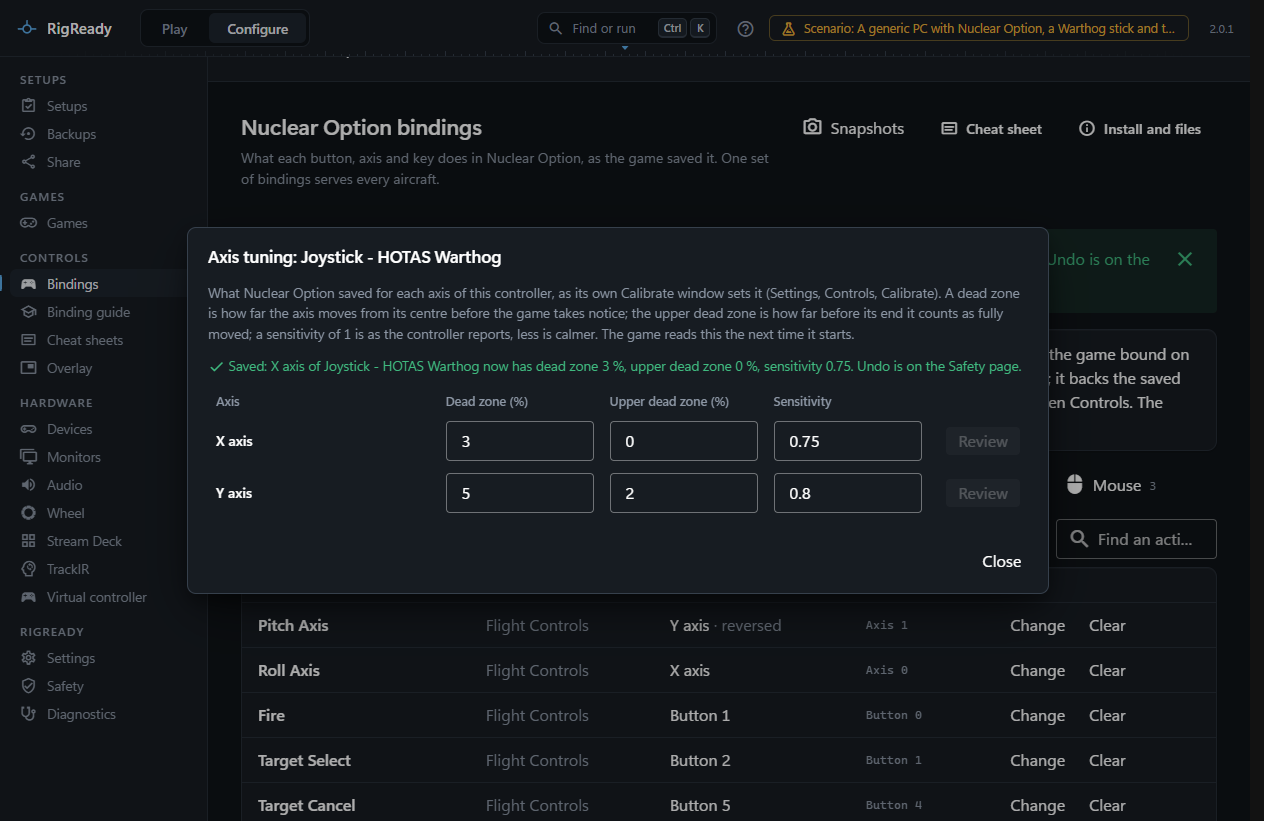 RigReady
Play
Configure
Find or run
Ctrl
K
Scenario: A generic PC with Nuclear Option, a Warthog stick and t...
2.0.1
SETUPS
Setups
Backups
Share
GAMES
Games
CONTROLS
Bindings
Binding guide
Cheat sheets
Overlay
HARDWARE
Devices
Monitors
Audio
Wheel
Stream Deck
TrackIR
Virtual controller
RIGREADY
Settings
Safety
Diagnostics
Nuclear Option bindings
Snapshots
Cheat sheet
Install and files
What each button, axis and key does in Nuclear Option, as the game saved it. One set
of bindings serves every aircraft.
Undo is on the
the game bound on
; it backs the saved
en Controls. The
Mouse 3
Find an acti...
Axis tuning: Joystick - HOTAS Warthog
What Nuclear Option saved for each axis of this controller, as its own Calibrate window sets it (Settings, Controls, Calibrate). A dead zone
is how far the axis moves from its centre before the game takes notice; the upper dead zone is how far before its end it counts as fully
moved; a sensitivity of 1 is as the controller reports, less is calmer. The game reads this the next time it starts.
Saved: X axis of Joystick - HOTAS Warthog now has dead zone 3 %, upper dead zone 0 %, sensitivity 0.75. Undo is on the Safety page.
Axis
Dead zone (%)
Upper dead zone (%)
Sensitivity
X axis
3
0
0.75
Review
Y axis
5
2
0.8
Review
Close
Pitch Axis
Flight Controls
Y axis · reversed
Axis 1
Change
Clear
Roll Axis
Flight Controls
X axis
Axis 0
Change
Clear
Fire
Flight Controls
Button 1
Button 0
Change
Clear
Target Select
Flight Controls
Button 2
Button 1
Change
Clear
Target Cancel
Flight Controls
Button 5
Button 4
Change
Clear